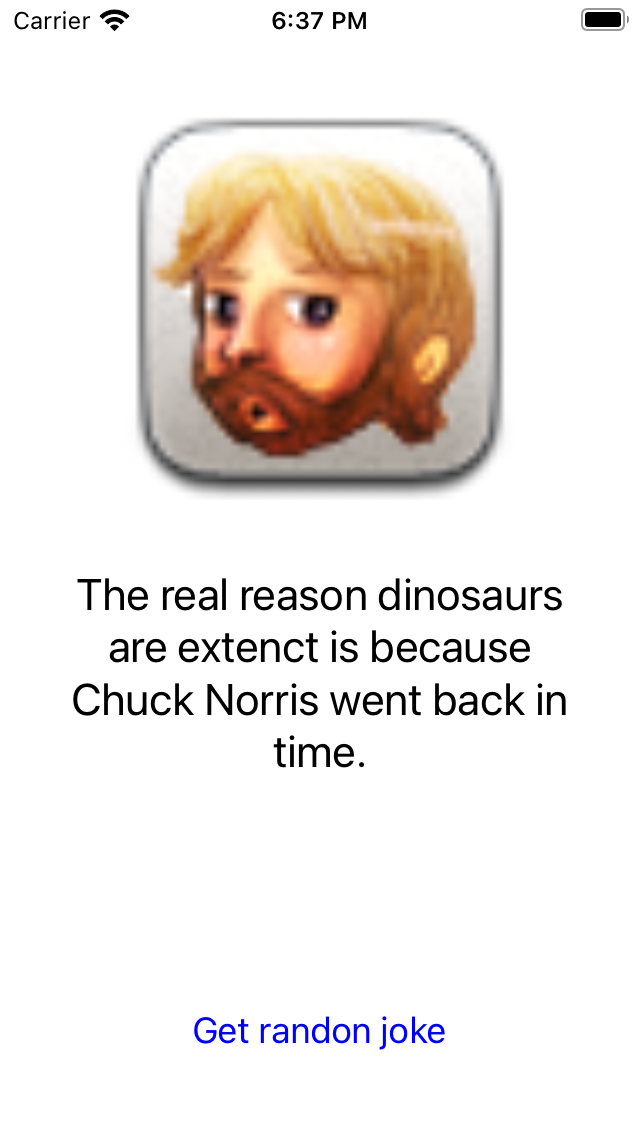 Carrier 6:37 PM
The real reason dinosaurs
are extenct is because
Chuck Norris went back in
time.
Get randon joke